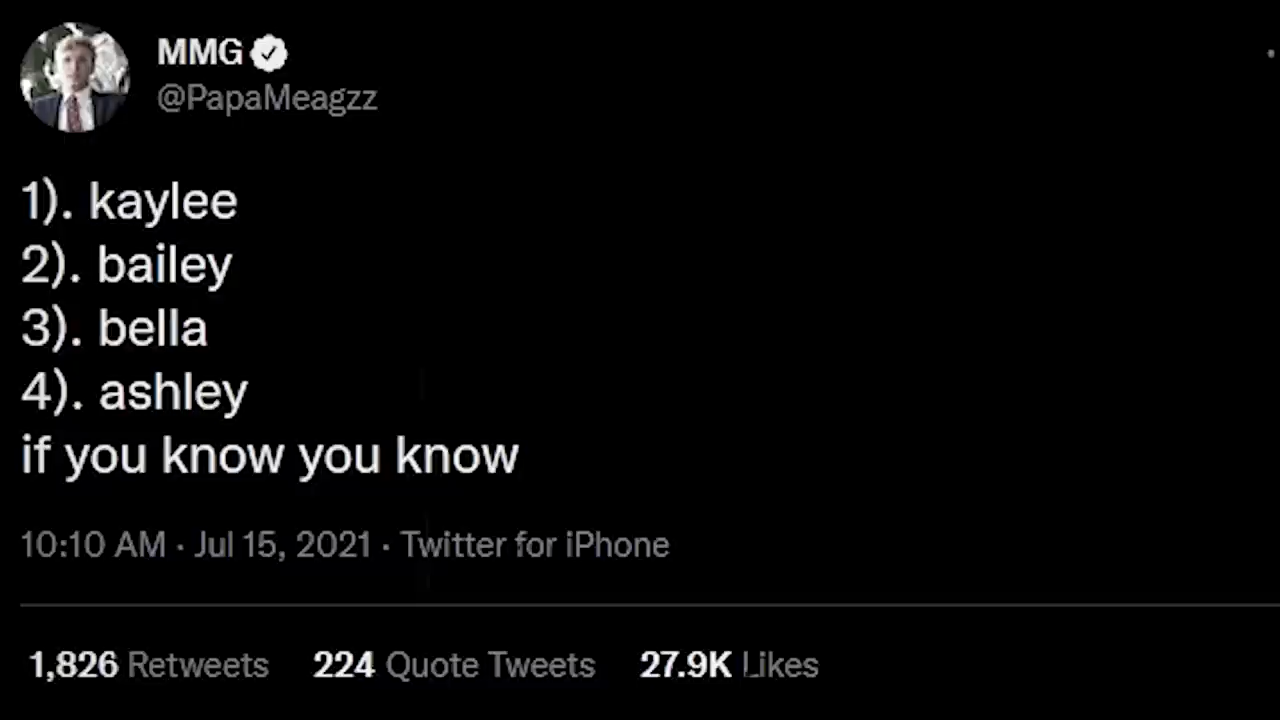 MMG
@PapaMeagzz
1). kaylee
2). bailey
3). bella
4). ashley
if you know you know
10:10 AM · Jul 15, 2021 · Twitter for iPhone
1,826 Retweets 224 Quote Tweets 27.9K Likes